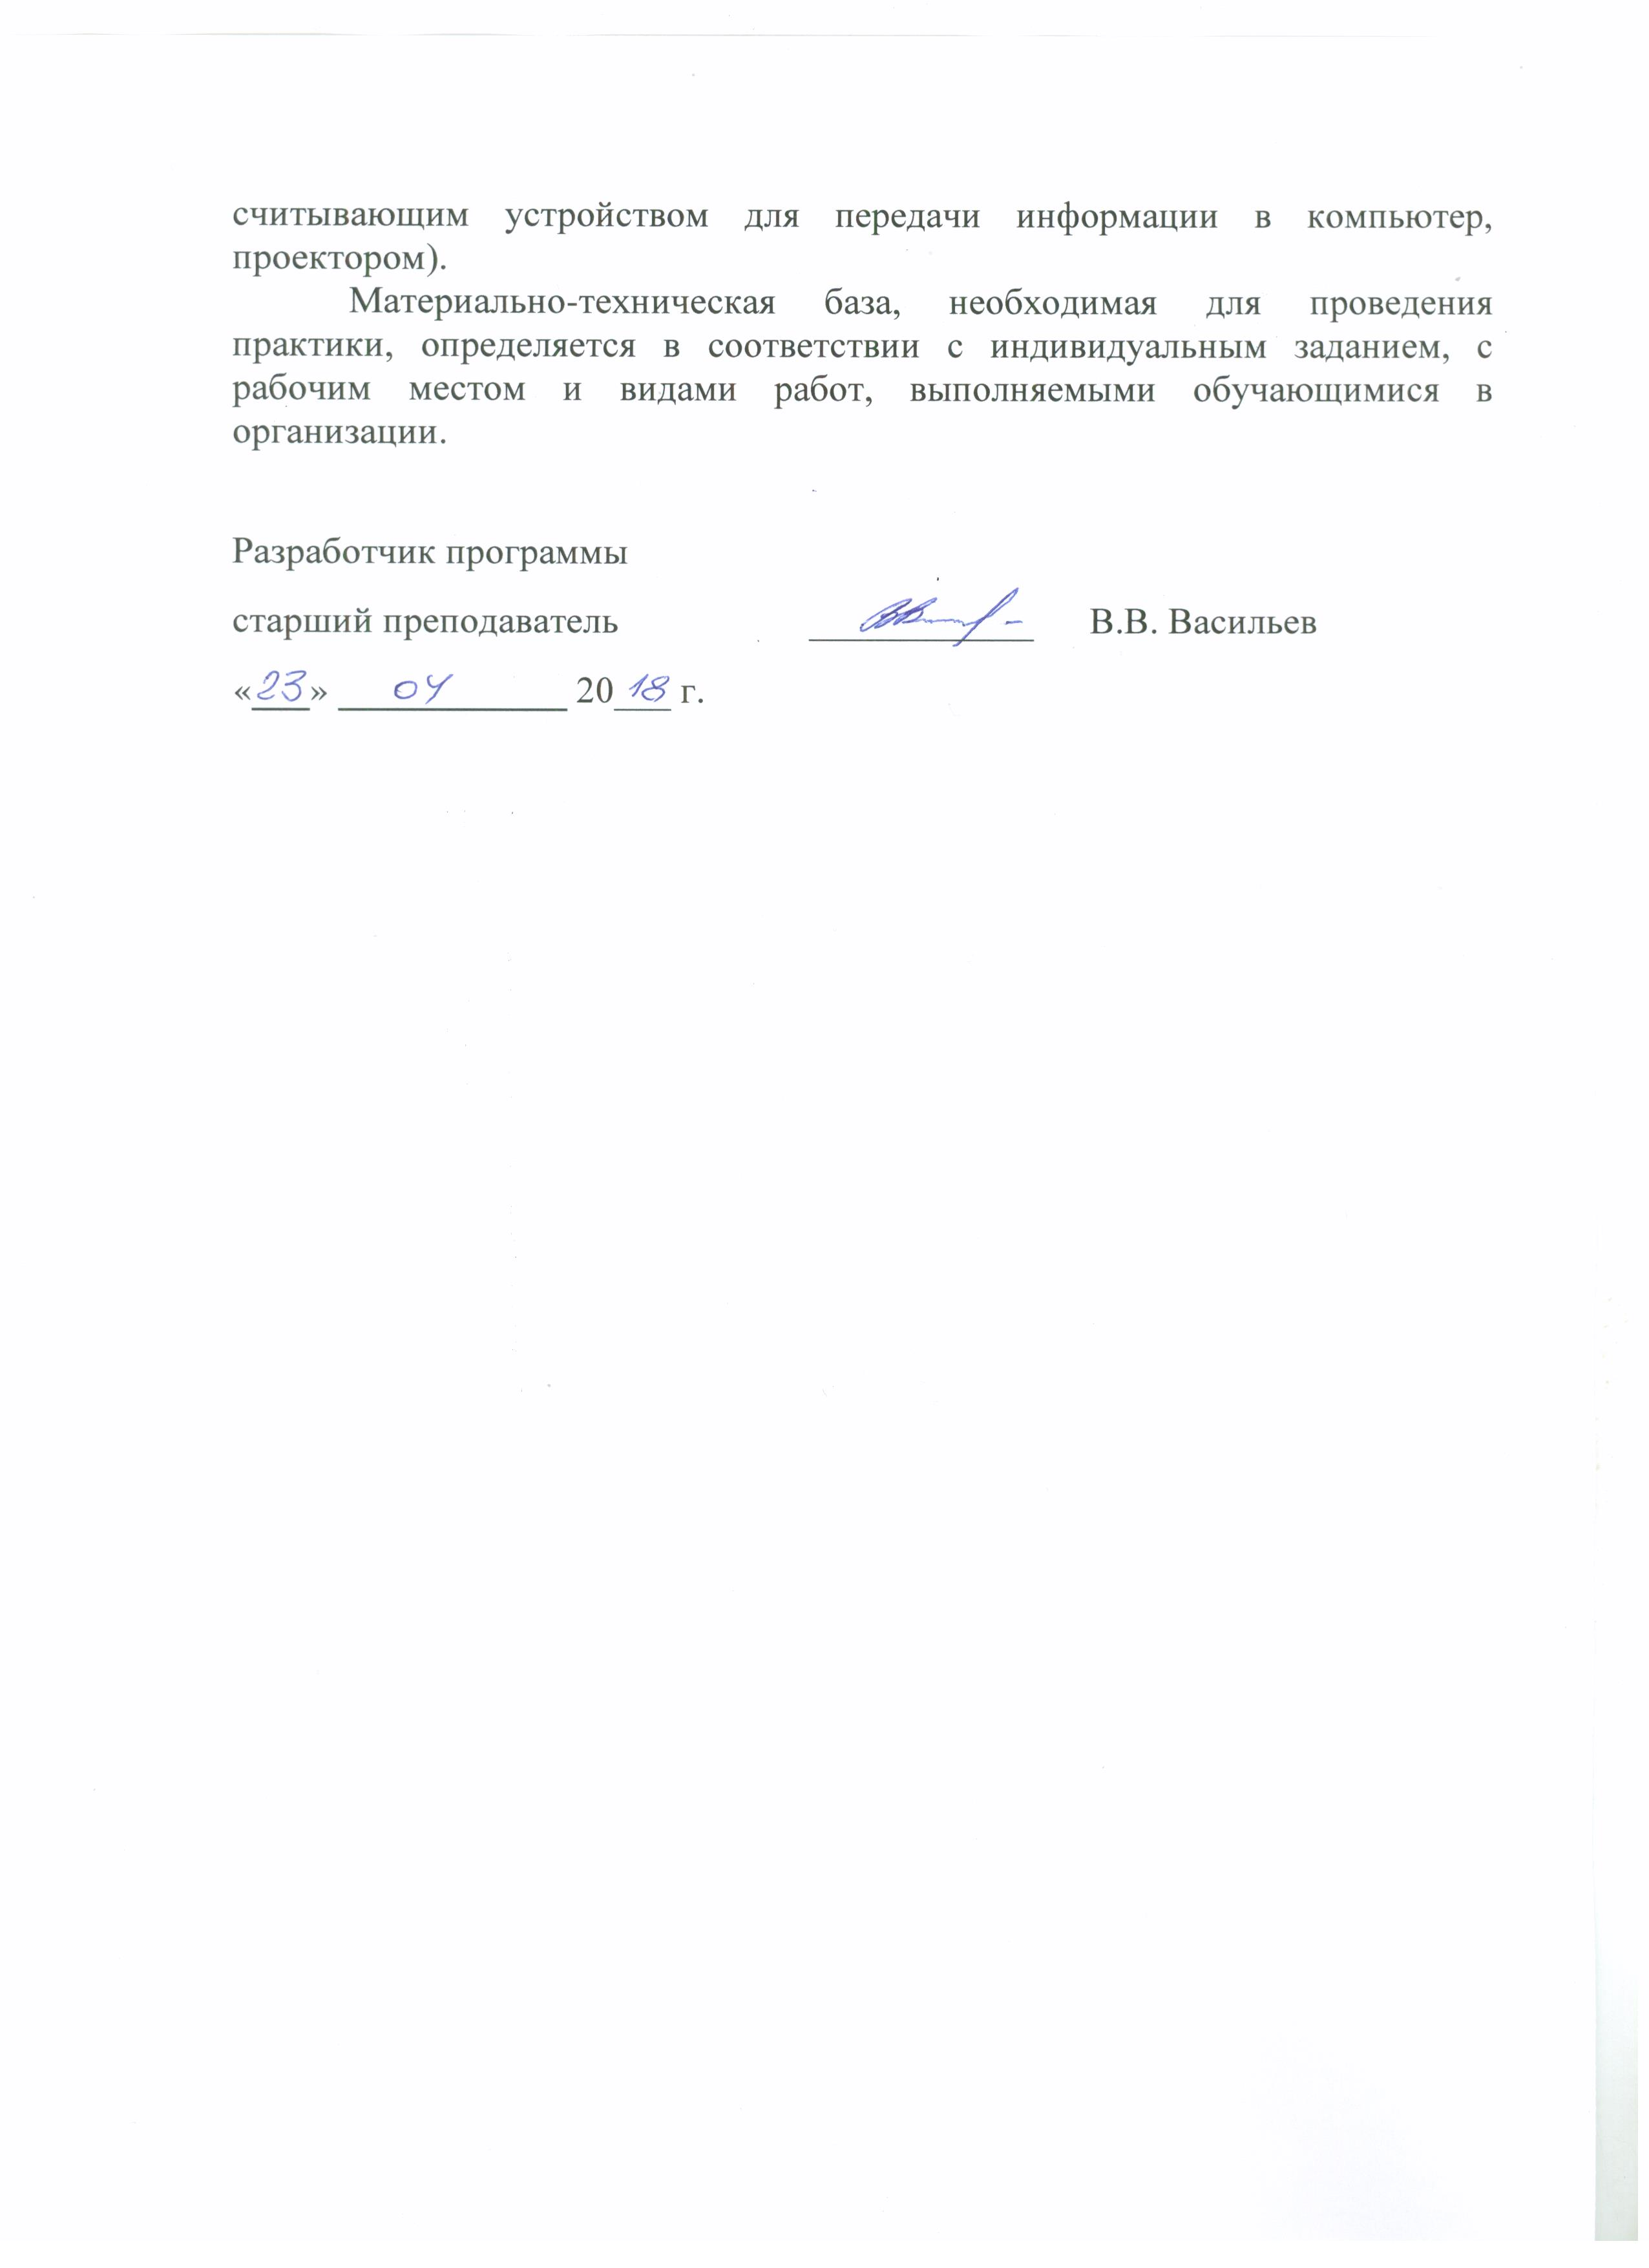 считывающим устройством для передачи информации в компьютер,
проектором).
Материально-техническая база, необходимая для проведения
практики, определяется в соответствии с индивидуальным заданием, с
рабочим местом и видами работ, выполняемыми обучающимися в
организации.
Разработчик программы
старший преподаватель В.В. Васильев
«23» 04 2018 г.